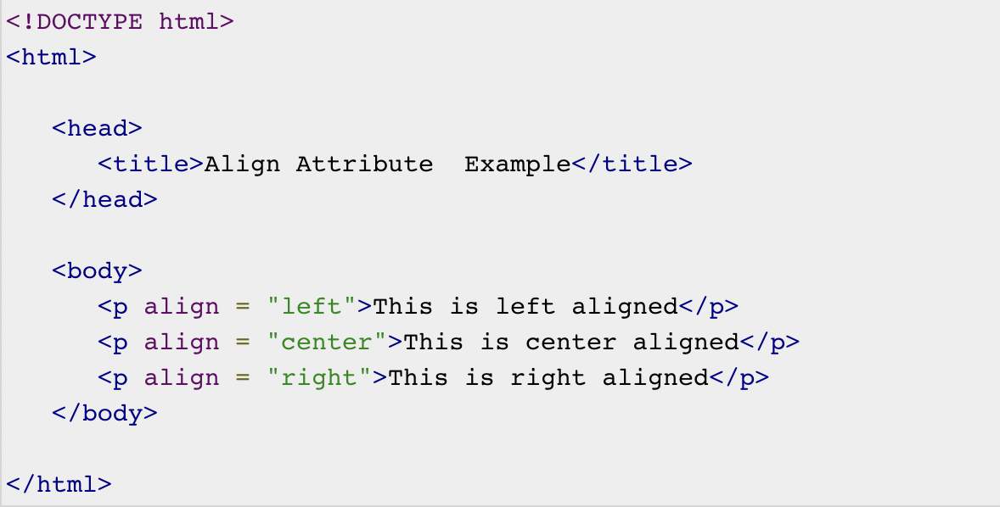 <!DOCTYPE html>
<html>
<head>
<title>Align Attribute  Example</title>
</head>
<body>
<p align = "left">This is left aligned</p>
<p align = "center">This is center aligned</p>
<p align = "right">This is right aligned</p>
</body>
</html>